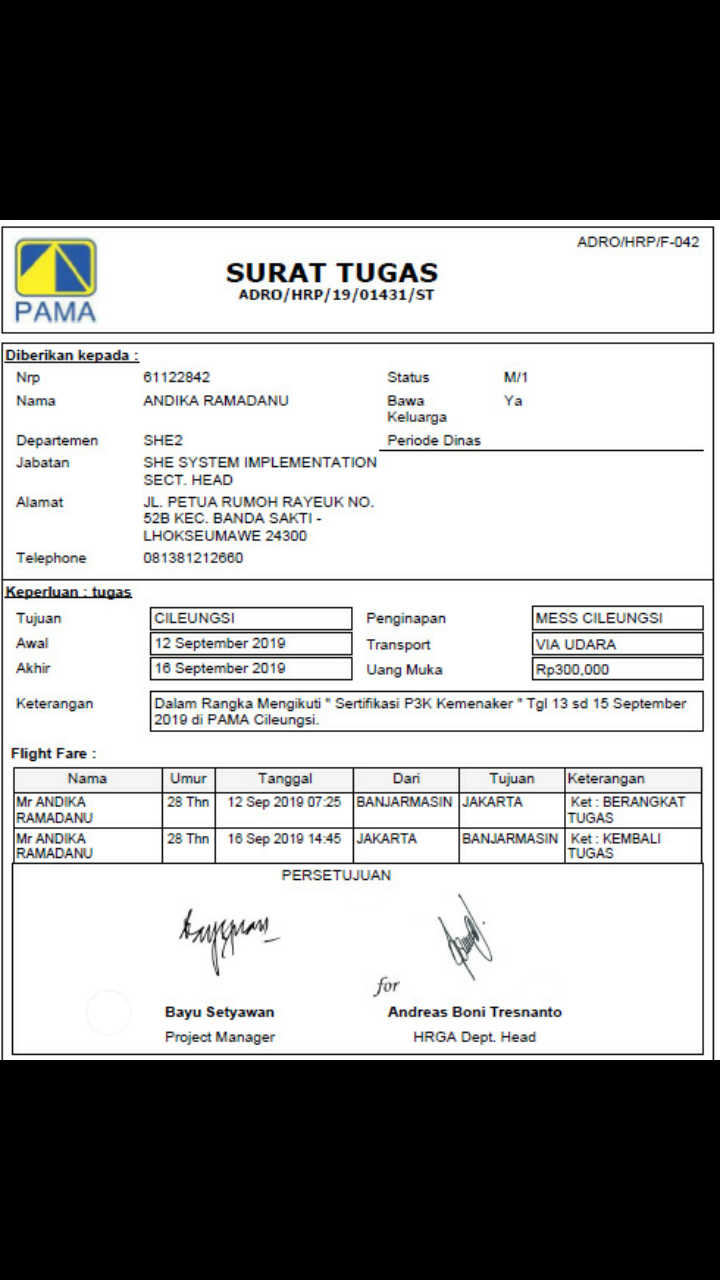 ADRO/HRP/F-042
PAMA
SURAT TUGAS
ADRO/HRP/19/01431/ST
Diberikan kepada :
Nrp 61122842 Status M/1
Nama ANDIKA RAMADANU Bawa Keluarga Ya
Departemen SHE2 Periode Dinas
Jabatan SHE SYSTEM IMPLEMENTATION
SECT. HEAD
Alamat JL. PETUA RUMOH RAYEUK NO.
52B KEC. BANDA SAKTI -
LHOKSEUMAWE 24300
Telephone 081381212660
Keperluan : tugas
Tujuan CILEUNGSI Penginapan MESS CILEUNGSI
Awal 12 September 2019 Transport VIA UDARA
Akhir 16 September 2019 Uang Muka Rp300,000
Keterangan Dalam Rangka Mengikuti " Sertifikasi P3K Kemenaker " Tgl 13 sd 15 September
2019 di PAMA Cileungsi.
Flight Fare :
Nama Umur Tanggal Dari Tujuan Keterangan
Mr ANDIKA RAMADANU 28 Thn 12 Sep 2019 07:25 BANJARMASIN JAKARTA Ket : BERANGKAT TUGAS
Mr ANDIKA RAMADANU 28 Thn 16 Sep 2019 14:45 JAKARTA BANJARMASIN Ket : KEMBALI TUGAS
PERSETUJUAN
for
Bayu Setyawan Andreas Boni Tresnanto
Project Manager HRGA Dept. Head